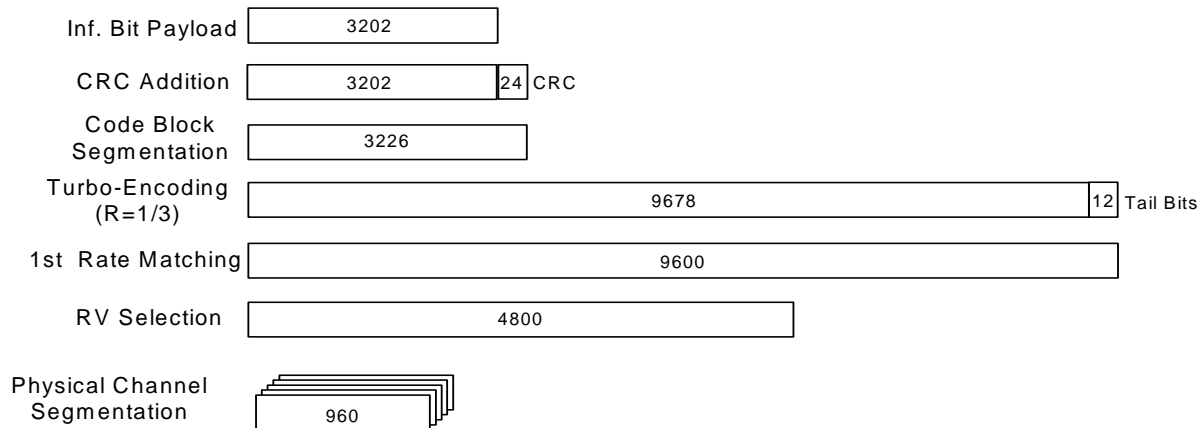 Inf. Bit Payload 3202
CRC Addition 3202 24 CRC
Code Block
Segmentation 3226
Turbo-Encoding
(R=1/3) 9678 12 Tail Bits
1st Rate Matching 9600
RV Selection 4800
Physical Channel
Segmentation 960